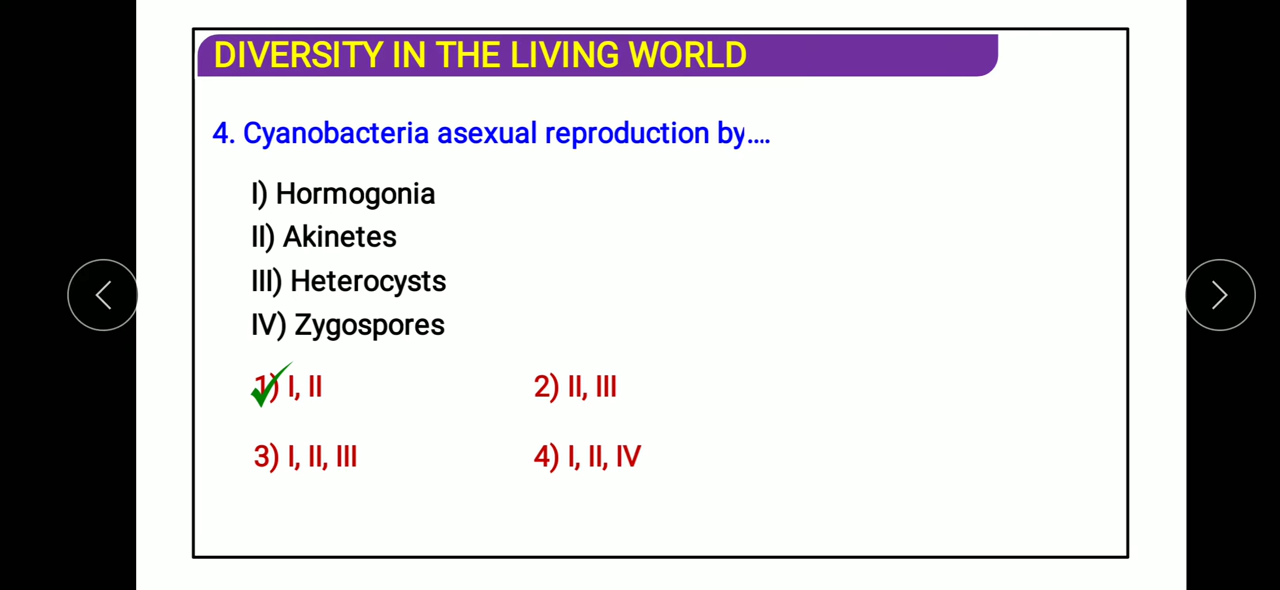 DIVERSITY IN THE LIVING WORLD
4. Cyanobacteria asexual reproduction by....
I) Hormogonia
II) Akinetes
III) Heterocysts
IV) Zygospores
1) I, II
2) II, III
3) I, II, III
4) I, II, IV